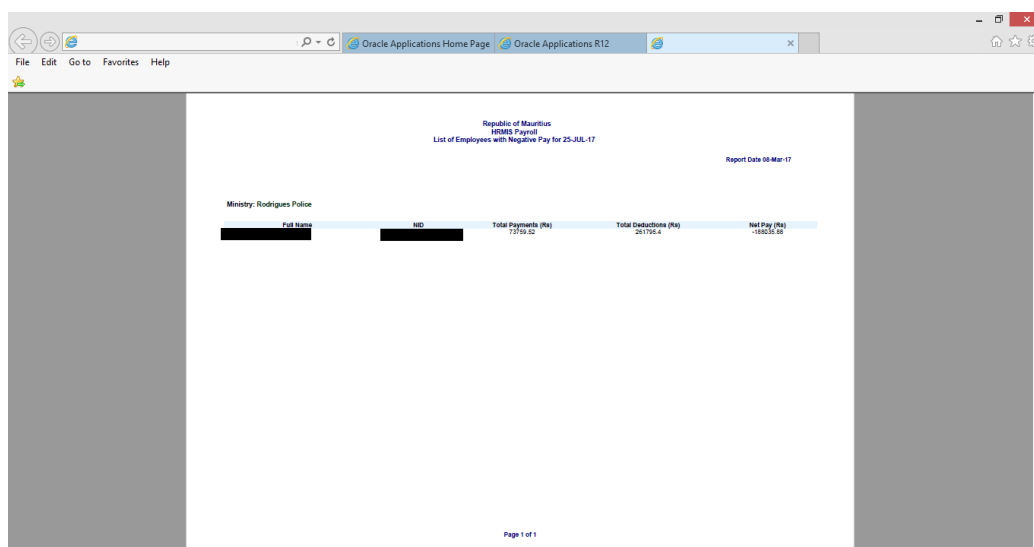 Oracle Applications Home Page Oracle Applications R12
File Edit Go to Favorites Help
Republic of Mauritius
HRMIS Payroll
List of Employees with Negative Pay for 25-JUL-17
Report Date 08-Mar-17
Ministry: Rodrigues Police
Full Name NID Total Payments (Rs) Total Deductions (Rs) Net Pay (Rs)
73759.52 261795.4 -188035.88
Page 1 of 1